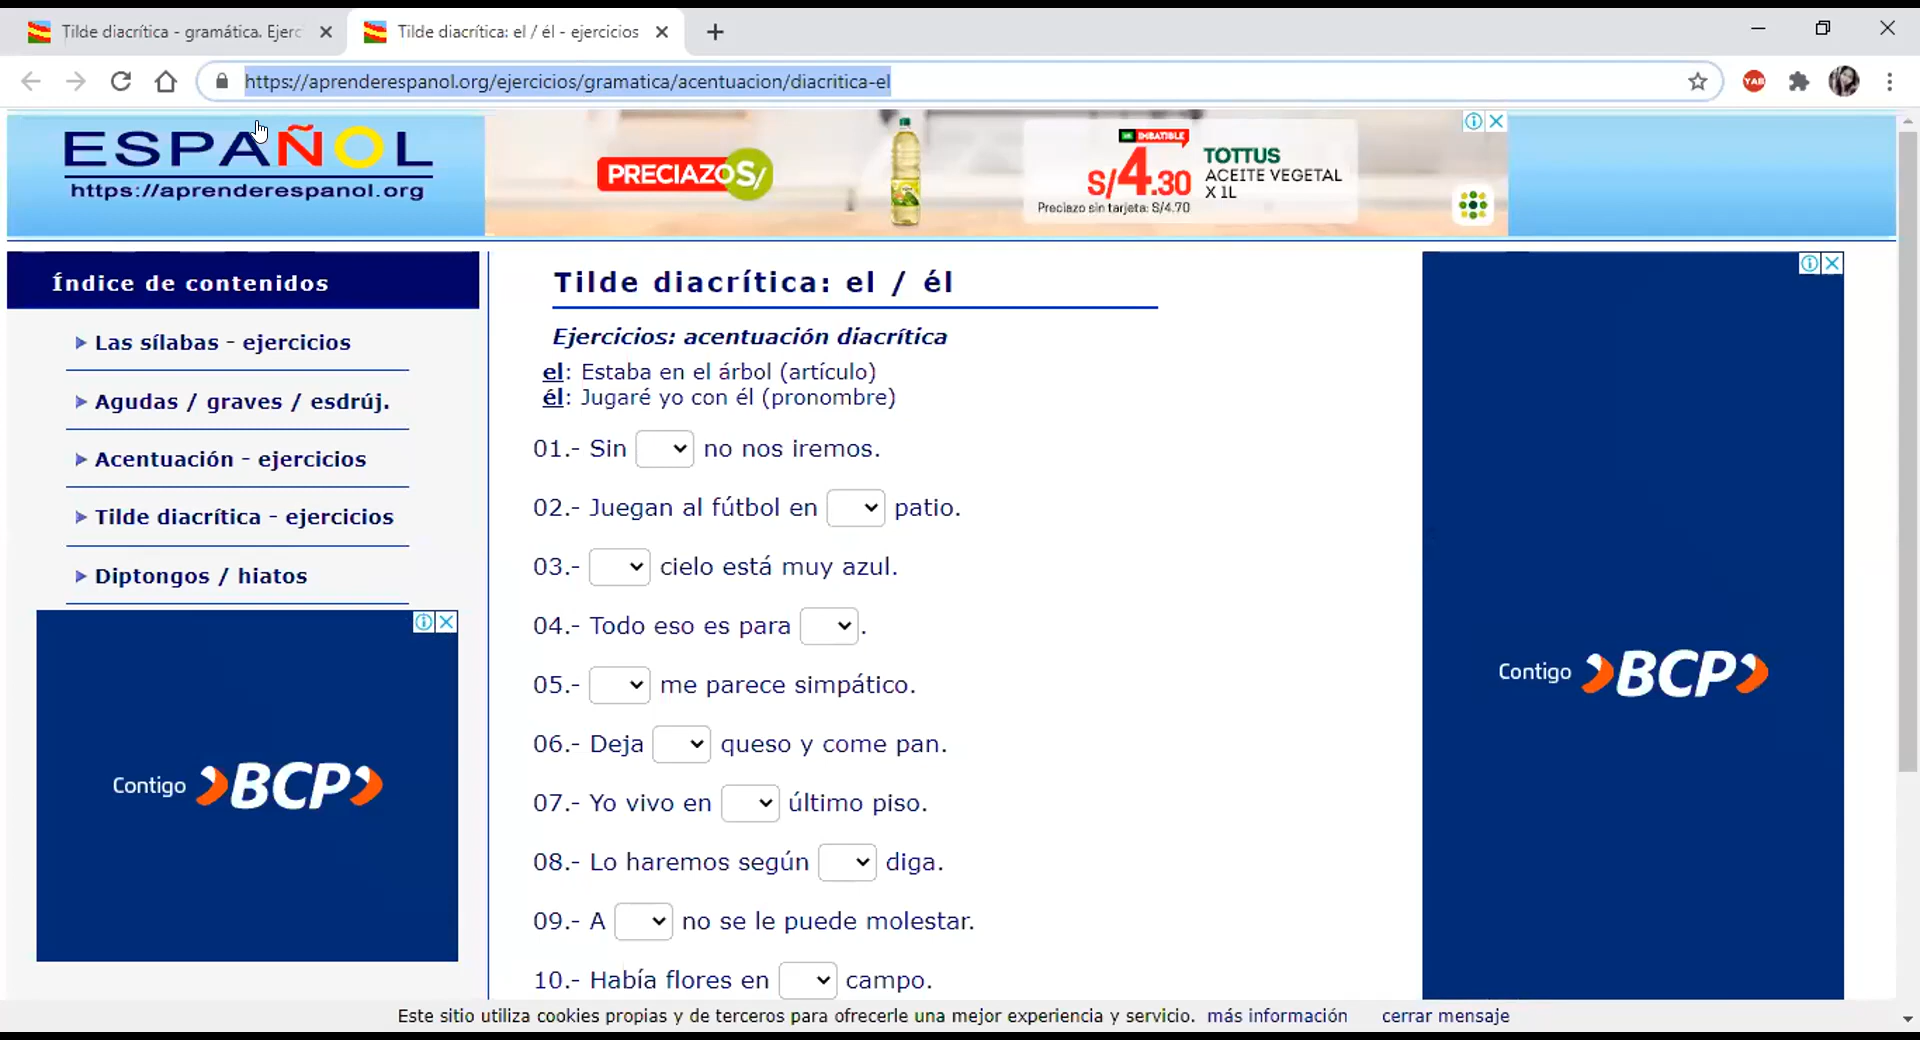 Tilde diacrítica - gramática. Ejerc
Tilde diacrítica: el / él - ejercicios
https://aprenderespanol.org/ejercicios/gramatica/acentuacion/diacritica-el
YAB
ESPAÑOL
https://aprenderespanol.org
PRECIAZO S/
IMBATIBLE
S/4.30
Preciazo sin tarjeta: S/4.70
TOTTUS
ACEITE VEGETAL
X 1L
Índice de contenidos
Las sílabas - ejercicios
Agudas / graves / esdrúj.
Acentuación - ejercicios
Tilde diacrítica - ejercicios
Diptongos / hiatos
Contigo BCP
Tilde diacrítica: el / él
Ejercicios: acentuación diacrítica
el: Estaba en el árbol (artículo)
él: Jugaré yo con él (pronombre)
01.- Sin no nos iremos.
02.- Juegan al fútbol en patio.
03.- cielo está muy azul.
04.- Todo eso es para .
05.- me parece simpático.
06.- Deja queso y come pan.
07.- Yo vivo en último piso.
08.- Lo haremos según diga.
09.- A no se le puede molestar.
10.- Había flores en campo.
Contigo BCP
Este sitio utiliza cookies propias y de terceros para ofrecerle una mejor experiencia y servicio. más información cerrar mensaje